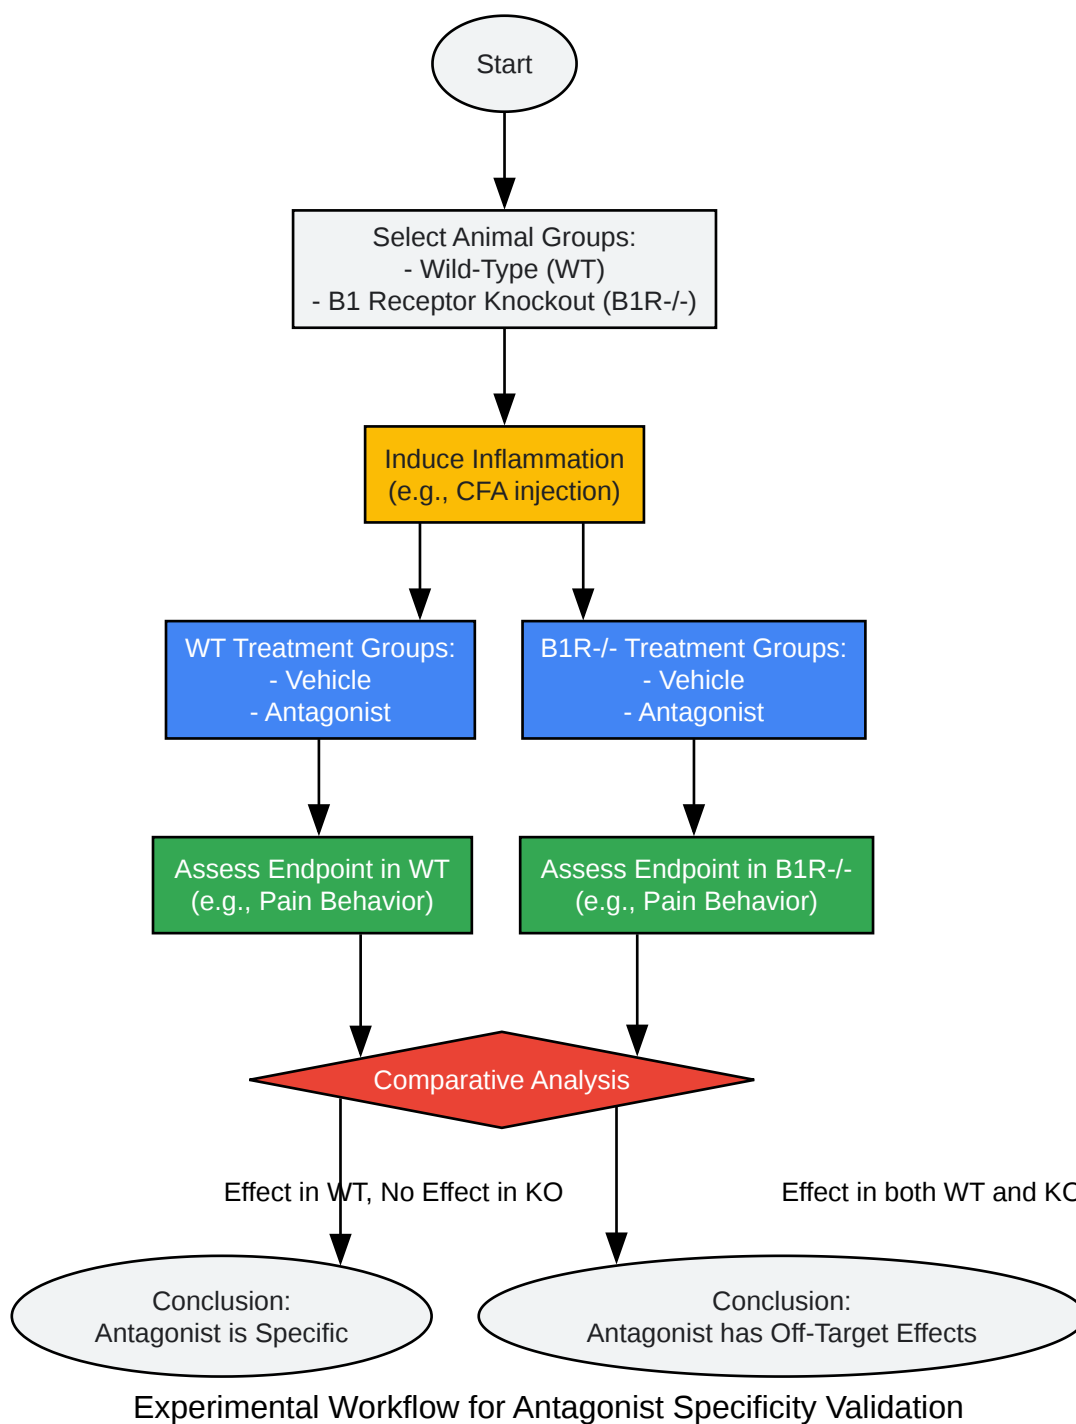 Start
Select Animal Groups:
- Wild-Type (WT)
- B1 Receptor Knockout (B1R-/-)
Induce Inflammation
(e.g., CFA injection)
WT Treatment Groups:
- Vehicle
- Antagonist
B1R-/- Treatment Groups:
- Vehicle
- Antagonist
Assess Endpoint in WT
(e.g., Pain Behavior)
Assess Endpoint in B1R-/-
(e.g., Pain Behavior)
Comparative Analysis
Effect in WT, No Effect in KO
Effect in both WT and KO
Conclusion:
Antagonist is Specific
Conclusion:
Antagonist has Off-Target Effects
Experimental Workflow for Antagonist Specificity Validation